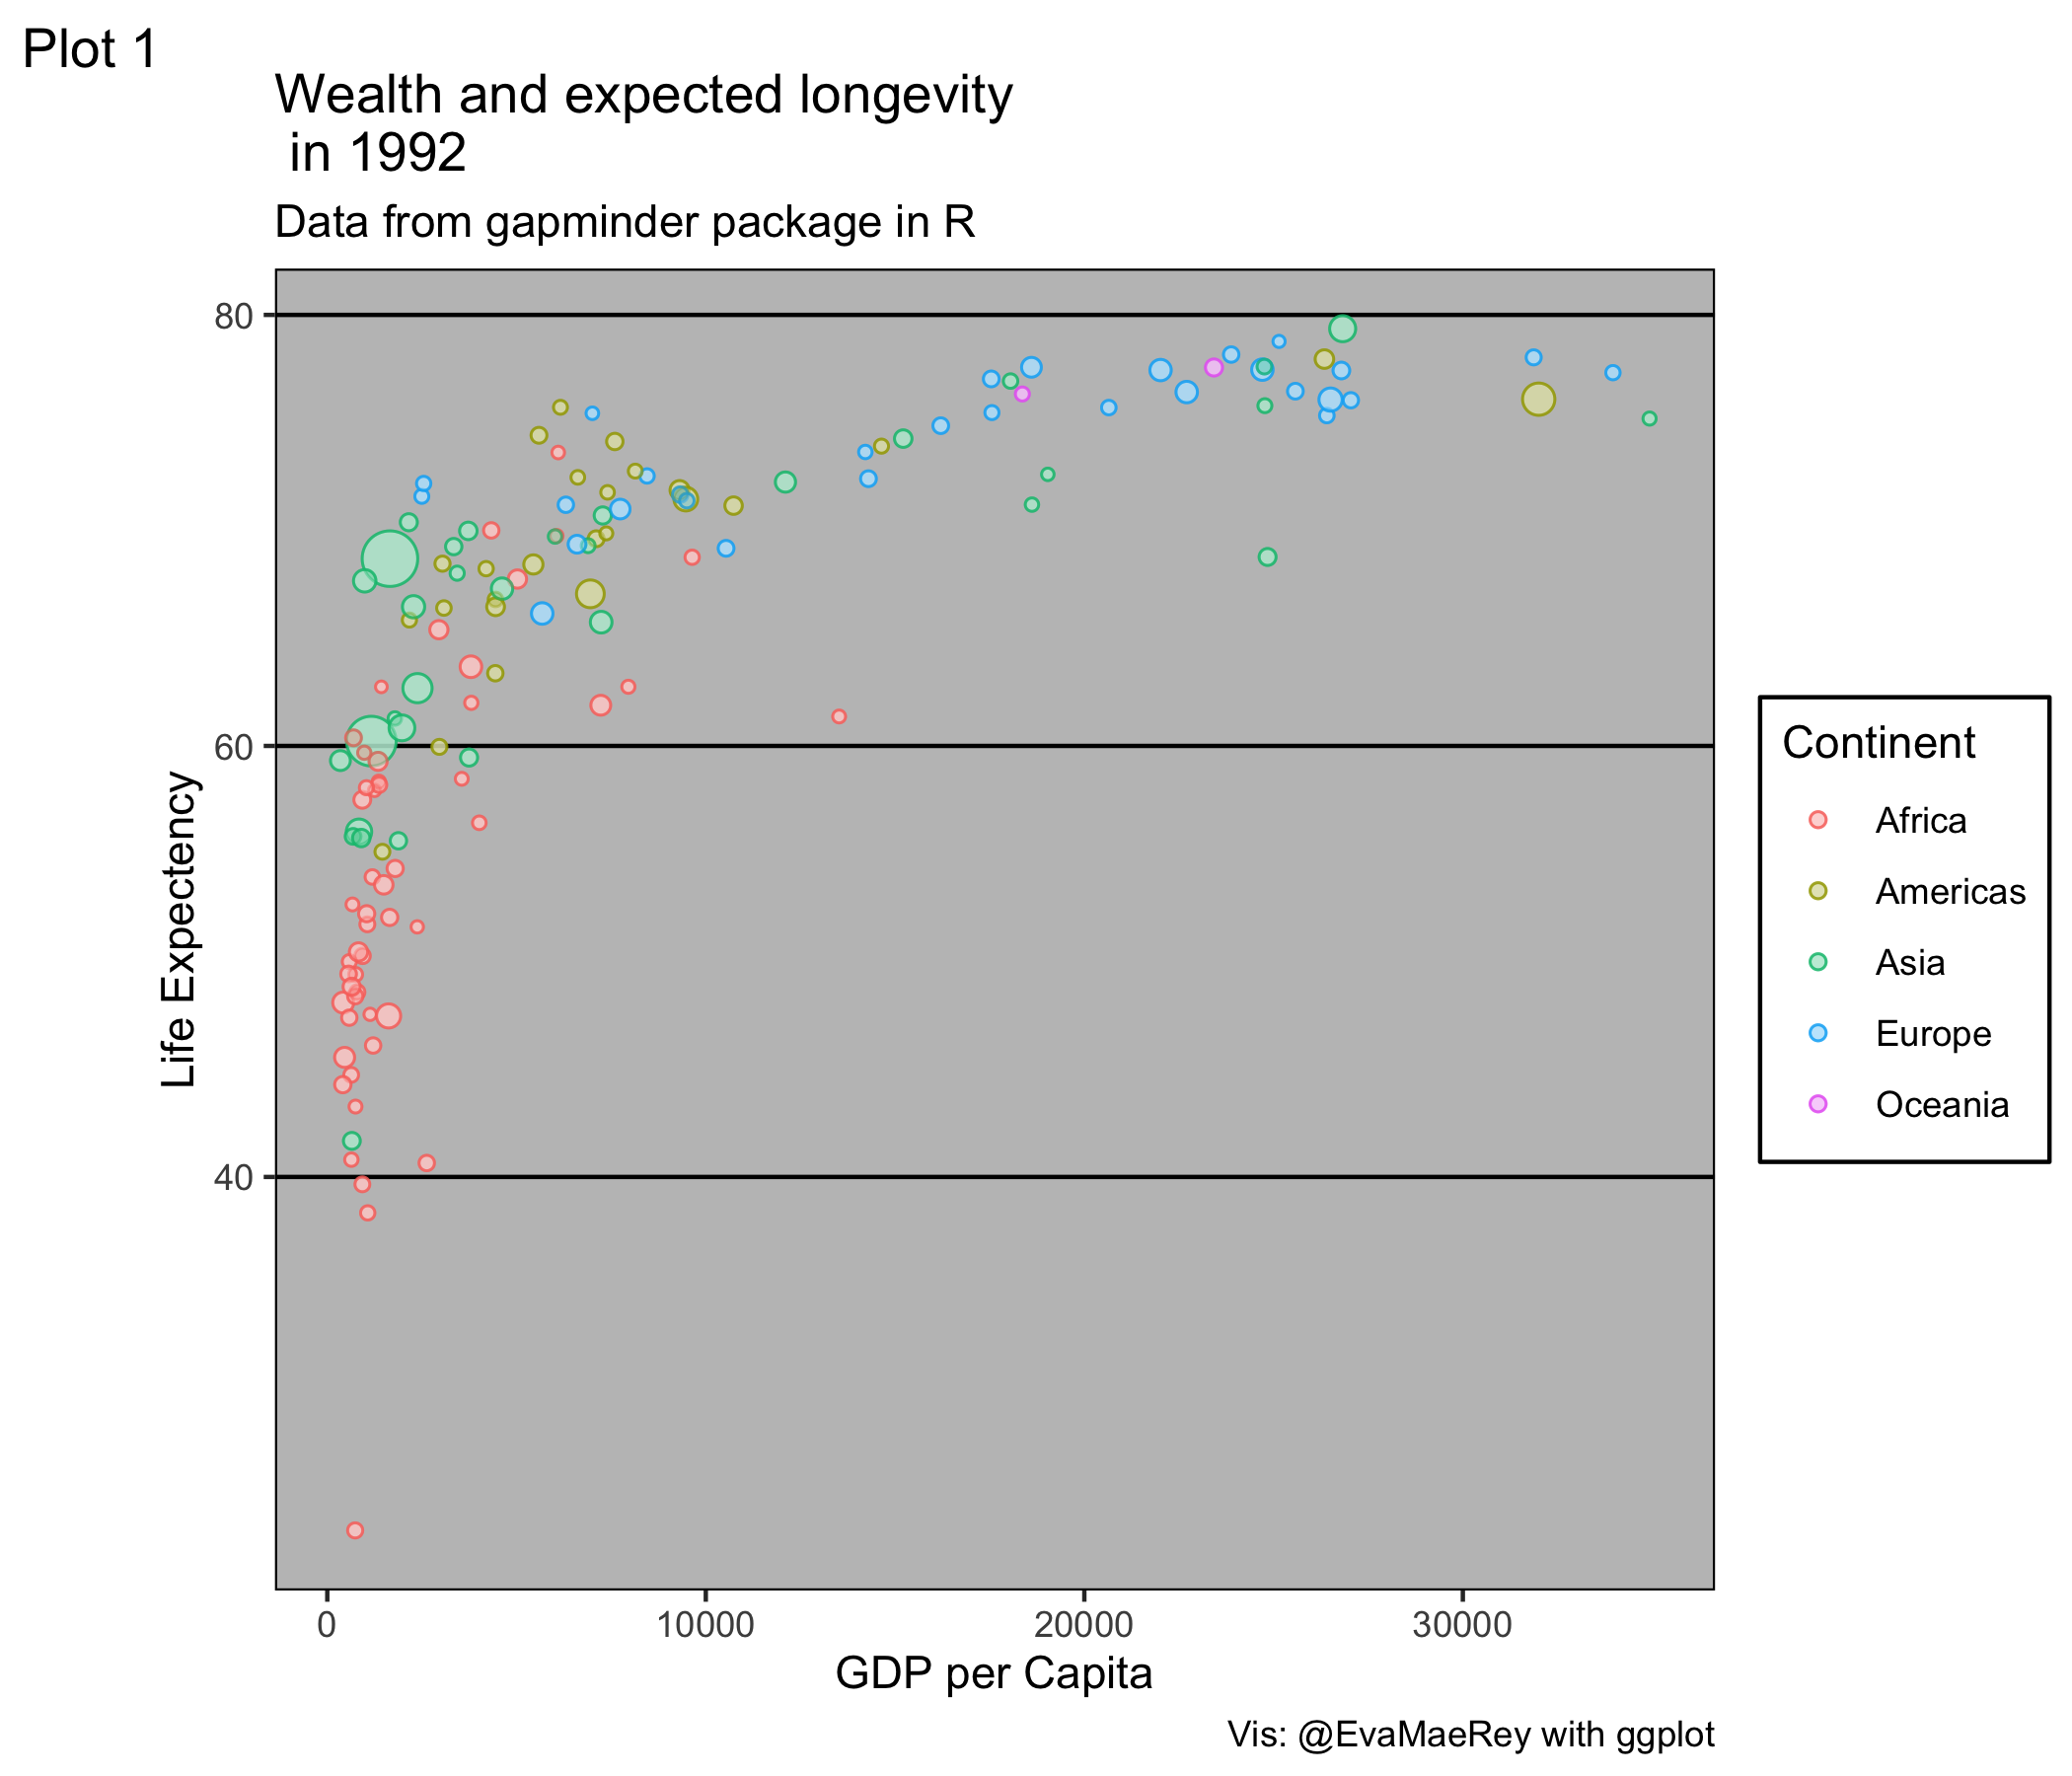 Plot 1
Wealth and expected longevity
in 1992
Data from gapminder package in R
80
60
40
Life Expectency
0 10000 20000 30000
GDP per Capita
Continent
Africa
Americas
Asia
Europe
Oceania
Vis: @EvaMaeRey with ggplot